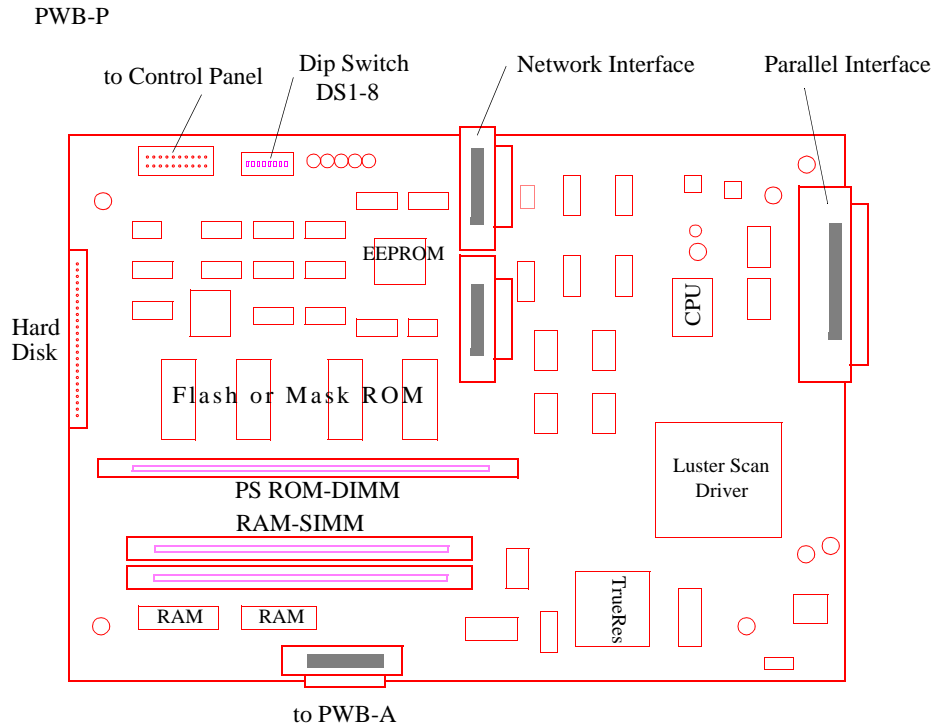 PWB-P
to Control Panel
Dip Switch
DS1-8
Network Interface
Parallel Interface
EEPROM
CPU
Hard
Disk
Flash or Mask ROM
Luster Scan
Driver
PS ROM-DIMM
RAM-SIMM
TrueRes
RAM
RAM
to PWB-A